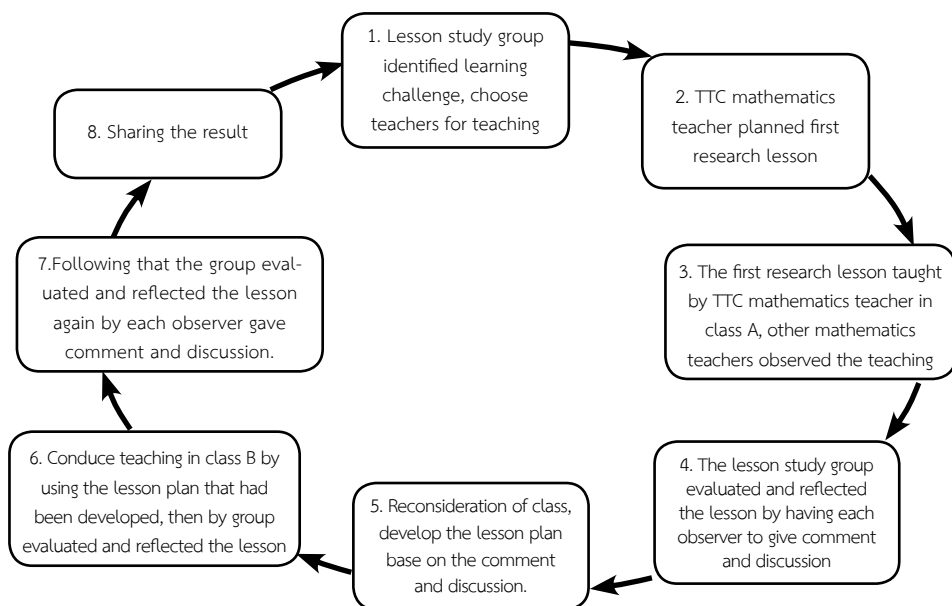 1. Lesson study group
identified learning
challenge, choose
teachers for teaching
2. TTC mathematics
teacher planned first
research lesson
3. The first research lesson taught
by TTC mathematics teacher in
class A, other mathematics
teachers observed the teaching
4. The lesson study group
evaluated and reflected
the lesson by having each
observer to give comment
and discussion
5. Reconsideration of class,
develop the lesson plan
base on the comment
and discussion.
6. Conduce teaching in class B by
using the lesson plan that had
been developed, then by group
evaluated and reflected the lesson
7.Following that the group eval-
uated and reflected the lesson
again by each observer gave
comment and discussion.
8. Sharing the result